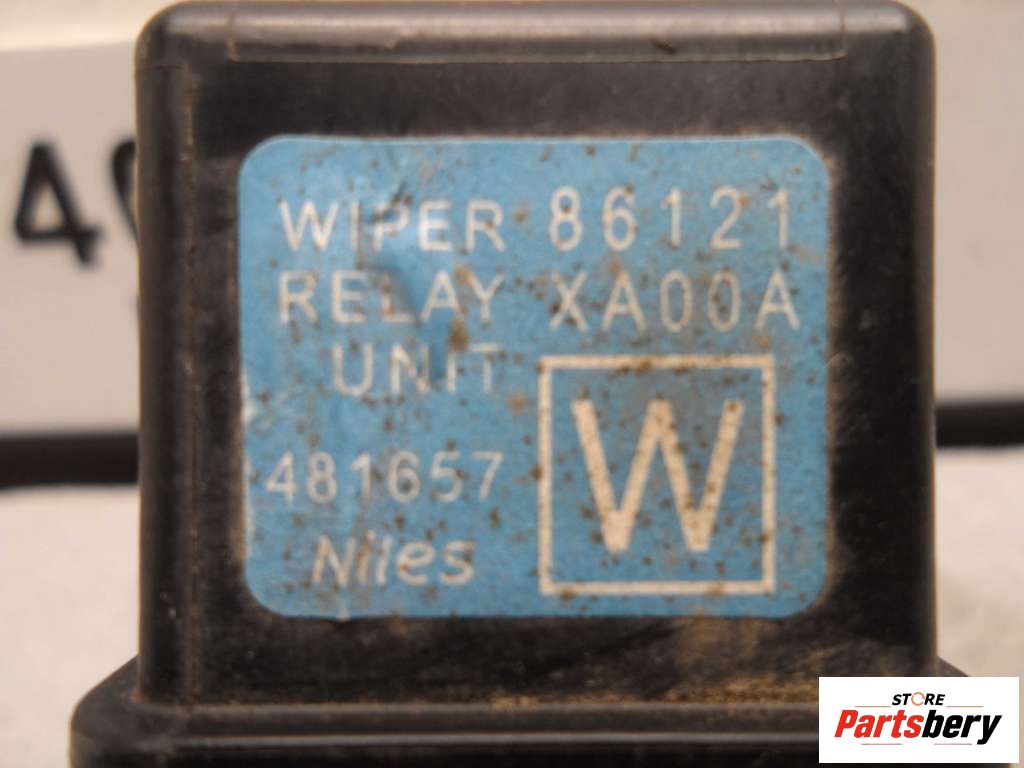 WIPER 86121
RELAY XA00A
UNIT
W
481657
Niles
STORE
Partsbery